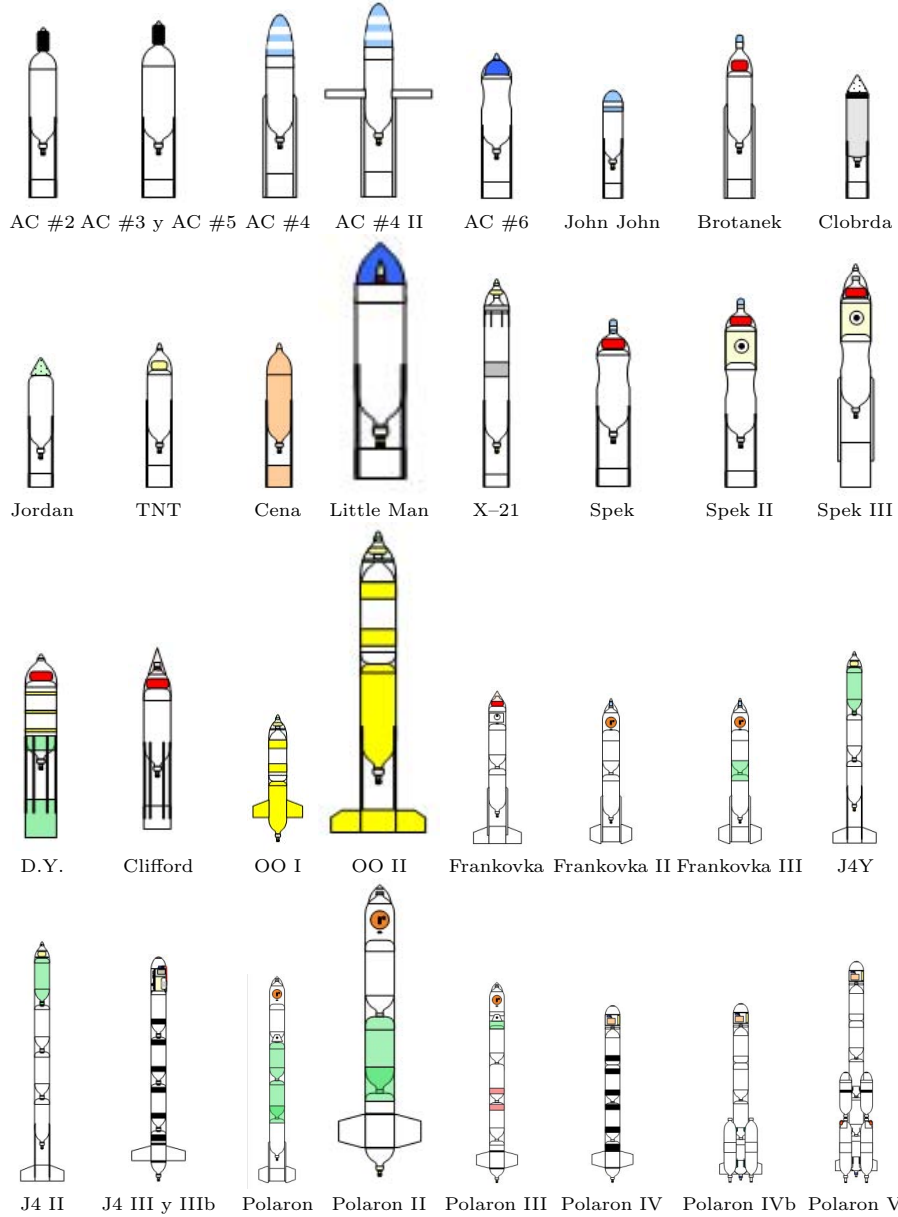 AC #2 AC #3 y AC #5 AC #4 AC #4 II AC #6 John John Brotanek Clobrda
Jordan TNT Cena Little Man X–21 Spek Spek II Spek III
D.Y. Clifford OO I OO II Frankovka Frankovka II Frankovka III J4Y
J4 II J4 III y IIIb Polaron Polaron II Polaron III Polaron IV Polaron IVb Polaron V